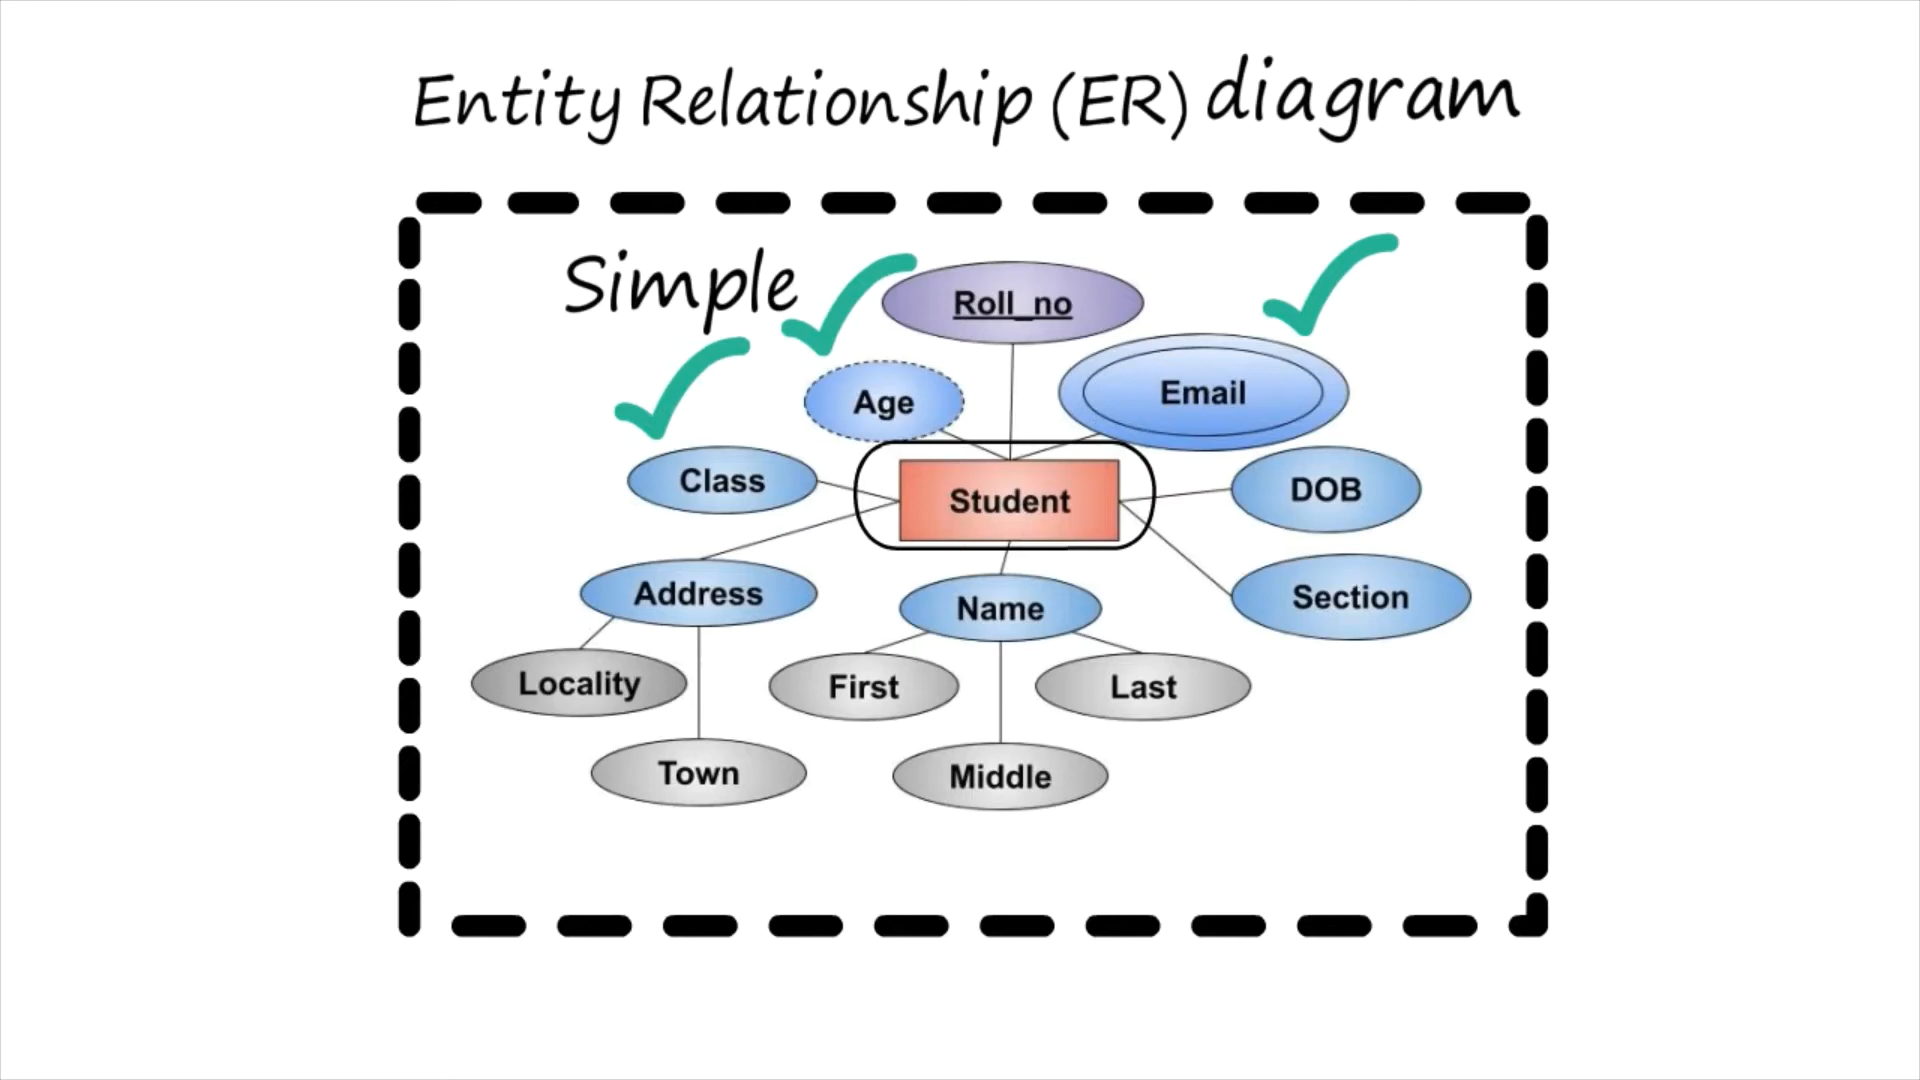 Entity Relationship (ER) diagram
Simple
Roll_no
Age
Email
Class
Student
DOB
Address
Name
Section
Locality
First
Last
Town
Middle